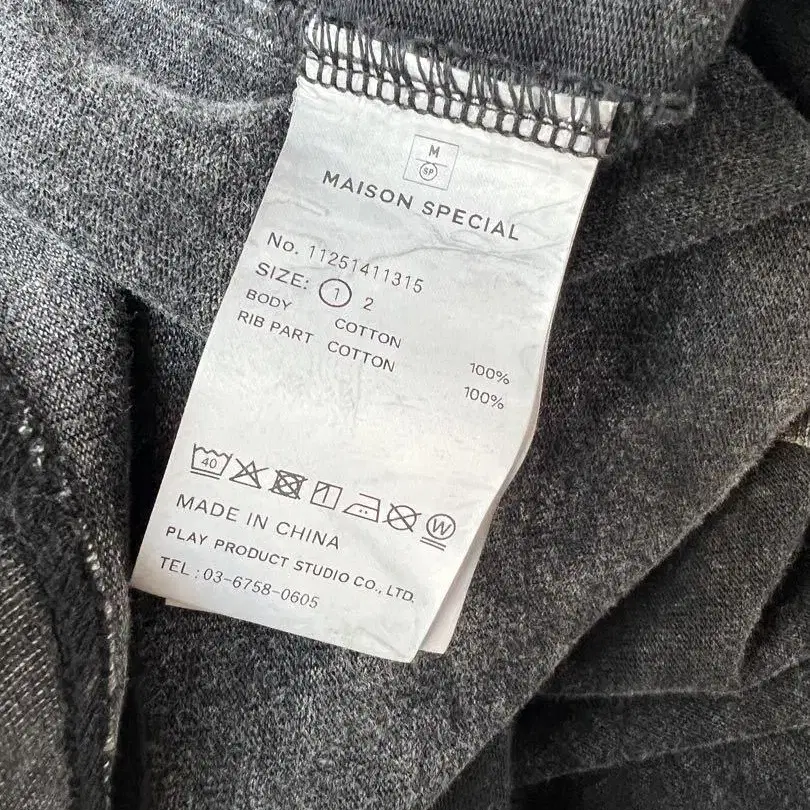 M
SP
MAISON SPECIAL
No. 11251411315
SIZE: 1 2
BODY COTTON 100%
RIB PART COTTON 100%
40 W
MADE IN CHINA
PLAY PRODUCT STUDIO CO., LTD.
TEL : 03-6758-0605